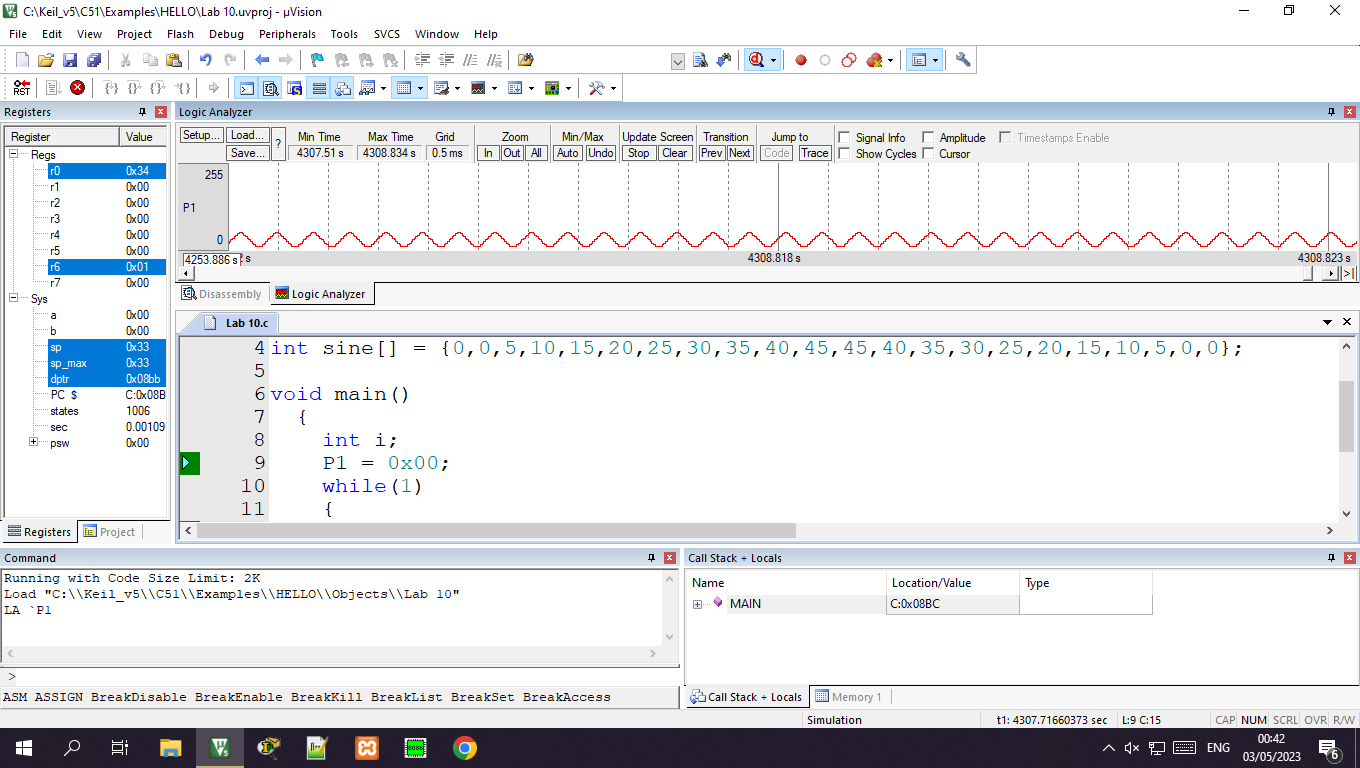 C:\Keil_v5\C51\Examples\HELLO\Lab 10.uvproj - µVision
File Edit View Project Flash Debug Peripherals Tools SVCS Window Help
RST
Registers
Register Value
Regs
r0 0x34
r1 0x00
r2 0x00
r3 0x00
r4 0x00
r5 0x00
r6 0x01
r7 0x00
Sys
a 0x00
b 0x00
sp 0x33
sp_max 0x33
dptr 0x08bb
PC $ C:0x08B
states 1006
sec 0.00109
psw 0x00
Registers Project
Logic Analyzer
Setup... Load... ? Min Time Max Time Grid Zoom Min/Max Update Screen Transition Jump to Signal Info Amplitude Timestamps Enable
Save... 4307.51 s 4308.834 s 0.5 ms In Out All Auto Undo Stop Clear Prev Next Code Trace Show Cycles Cursor
255
P1
0
4253.886 s 2 s 4308.818 s 4308.823 s
Disassembly Logic Analyzer
Lab 10.c
4 int sine[] = {0,0,5,10,15,20,25,30,35,40,45,45,40,35,30,25,20,15,10,5,0,0};
5
6 void main()
7 {
8 int i;
9 P1 = 0x00;
10 while(1)
11 {
Command
Running with Code Size Limit: 2K
Load "C:\\Keil_v5\\C51\\Examples\\HELLO\\Objects\\Lab 10"
LA `P1
>
ASM ASSIGN BreakDisable BreakEnable BreakKill BreakList BreakSet BreakAccess
Call Stack + Locals
Name Location/Value Type
MAIN C:0x08BC
Call Stack + Locals Memory 1
Simulation t1: 4307.71660373 sec L:9 C:15 CAP NUM SCRL OVR R/W
ENG
00:42
03/05/2023
6